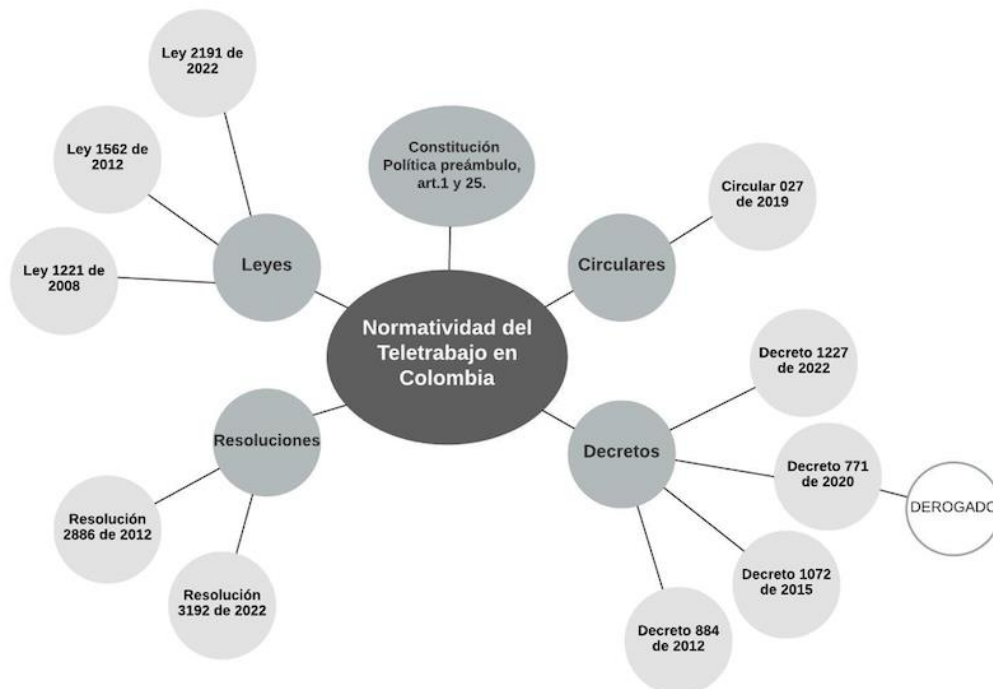 Ley 2191 de
2022
Ley 1562 de
2012
Ley 1221 de
2008
Leyes
Constitución
Política preámbulo,
art.1 y 25.
Circular 027
de 2019
Circulares
Normatividad del
Teletrabajo en
Colombia
Resoluciones
Resolución
2886 de 2012
Resolución
3192 de 2022
Decretos
Decreto 1227
de 2022
Decreto 771
de 2020
DEROGADO
Decreto 1072
de 2015
Decreto 884
de 2012